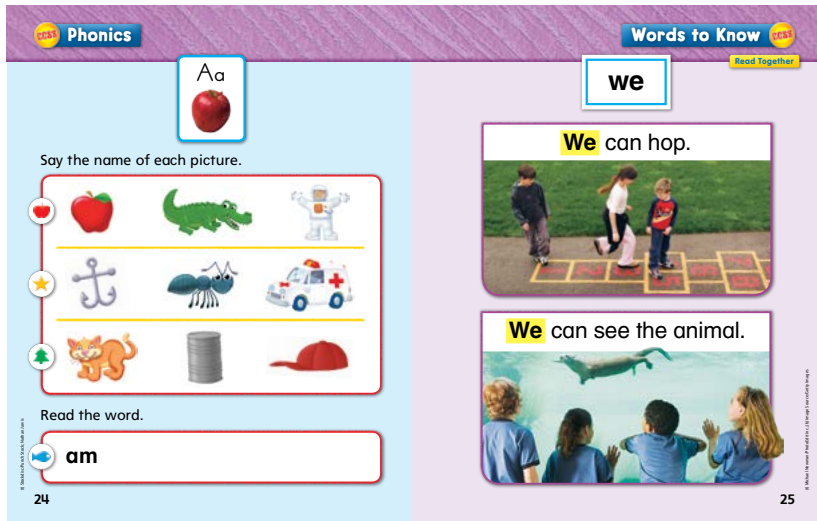 CCSS Phonics
Aa
Say the name of each picture.
Read the word.
am
24
Words to Know CCSS
Read Together
we
We can hop.
We can see the animal.
25